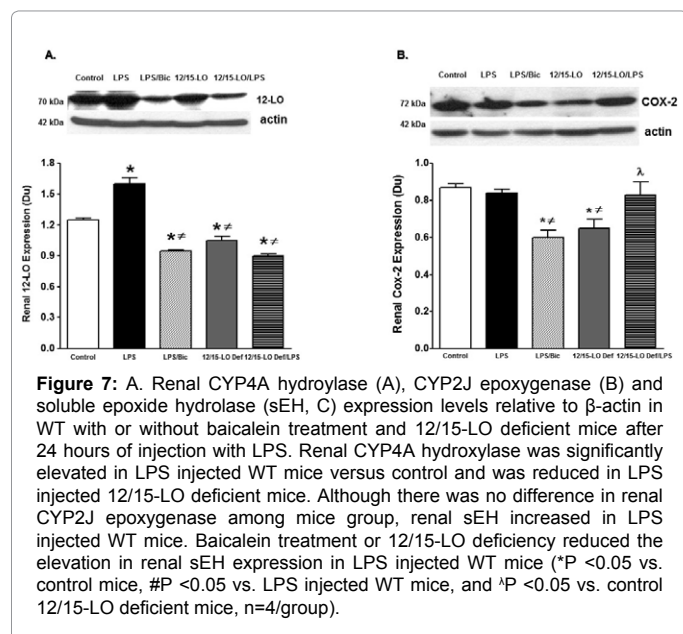 A.
B.
Control LPS LPS/Bic 12/15-LO 12/15-LO/LPS
70 kDa 12-LO
42 kDa actin
Control LPS LPS/Bic 12/15-LO 12/15-LO/LPS
72 kDa COX-2
42 kDa actin
Renal 12-LO Expression (Du)
1.8
1.5
1.2
0.9
0.6
0.3
0.0
*
*≠
*≠
*≠
Control LPS LPS/Bic 12/15-LO Def 12/15-LO Def/LPS
Renal Cox-2 Expression (Du)
1.0
0.8
0.6
0.4
0.2
0.0
*≠
*≠
λ
Control LPS LPS/Bic 12/15-LO Def 12/15-LO Def/LPS
Figure 7: A. Renal CYP4A hydroylase (A), CYP2J epoxygenase (B) and
soluble epoxide hydrolase (sEH, C) expression levels relative to β-actin in
WT with or without baicalein treatment and 12/15-LO deficient mice after
24 hours of injection with LPS. Renal CYP4A hydroxylase was significantly
elevated in LPS injected WT mice versus control and was reduced in LPS
injected 12/15-LO deficient mice. Although there was no difference in renal
CYP2J epoxygenase among mice group, renal sEH increased in LPS
injected WT mice. Baicalein treatment or 12/15-LO deficiency reduced the
elevation in renal sEH expression in LPS injected WT mice (*P <0.05 vs.
control mice, #P <0.05 vs. LPS injected WT mice, and ᶺP <0.05 vs. control
12/15-LO deficient mice, n=4/group).